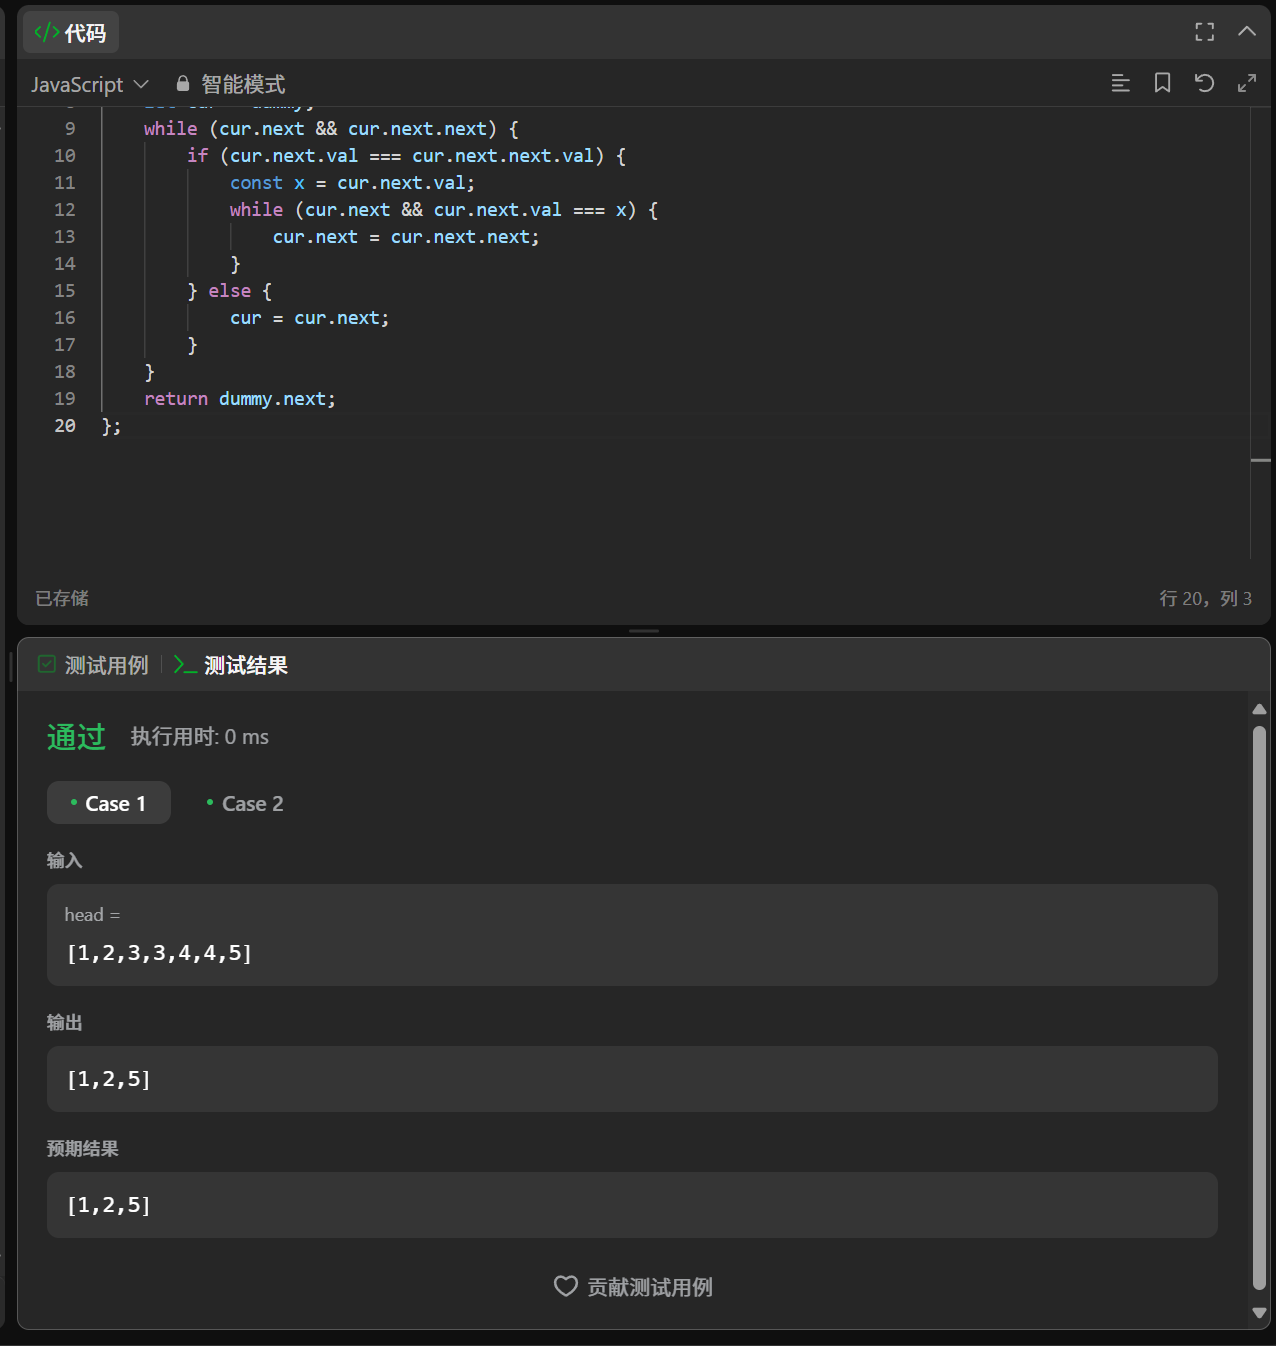 </> 代码
JavaScript 智能模式
9 while (cur.next && cur.next.next) {
10 if (cur.next.val === cur.next.next.val) {
11 const x = cur.next.val;
12 while (cur.next && cur.next.val === x) {
13 cur.next = cur.next.next;
14 }
15 } else {
16 cur = cur.next;
17 }
18 }
19 return dummy.next;
20 };
已存储 行 20，列 3
测试用例 >_ 测试结果
通过 执行用时: 0 ms
• Case 1 • Case 2
输入
head =
[1,2,3,3,4,4,5]
输出
[1,2,5]
预期结果
[1,2,5]
贡献测试用例